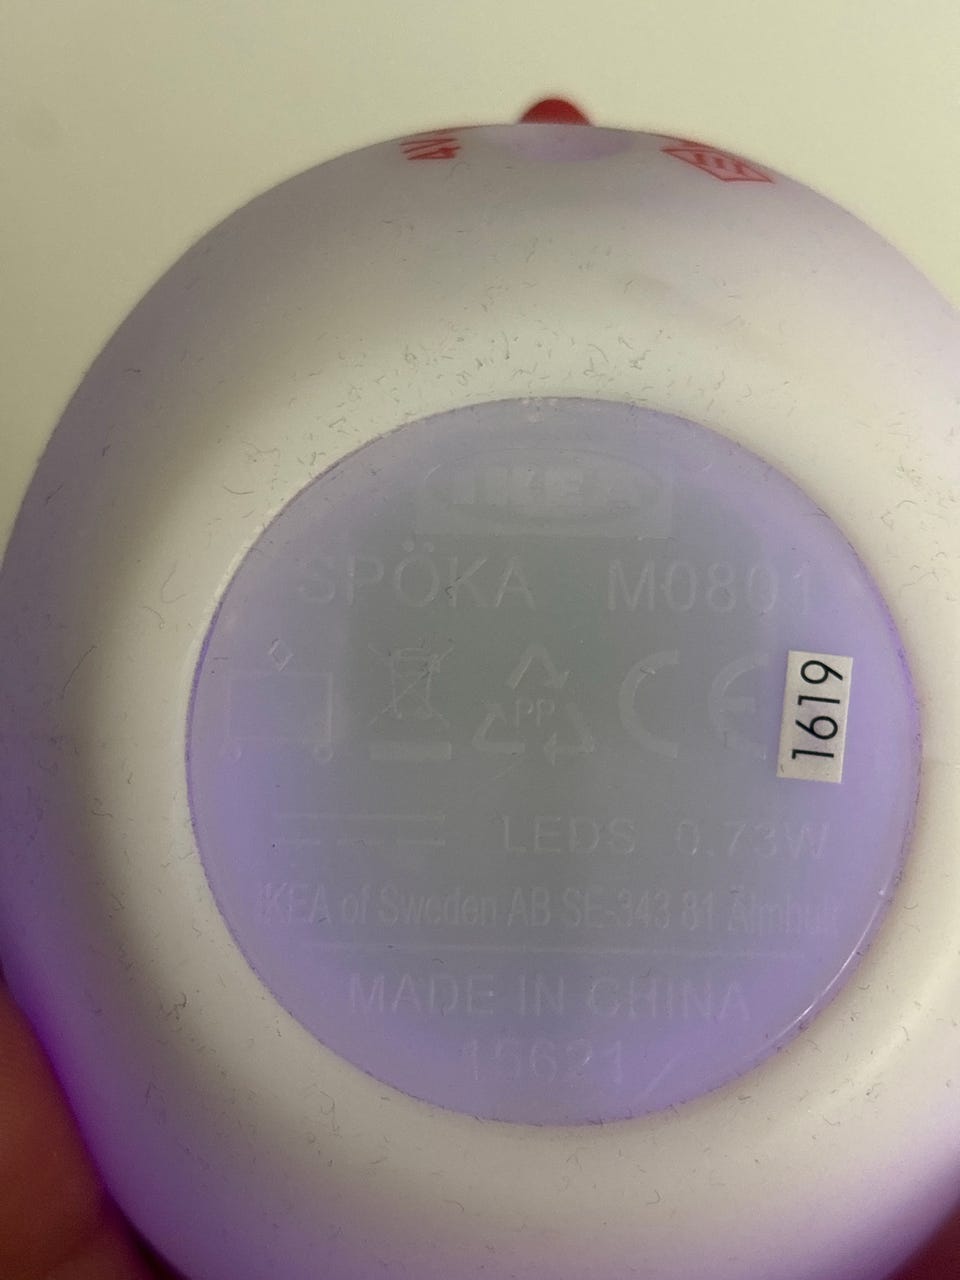 IKEA
SPÖKA M0801
PP CE
1619
LEDS 0.73W
IKEA of Sweden AB SE-343 81 Älmhult
MADE IN CHINA
15621